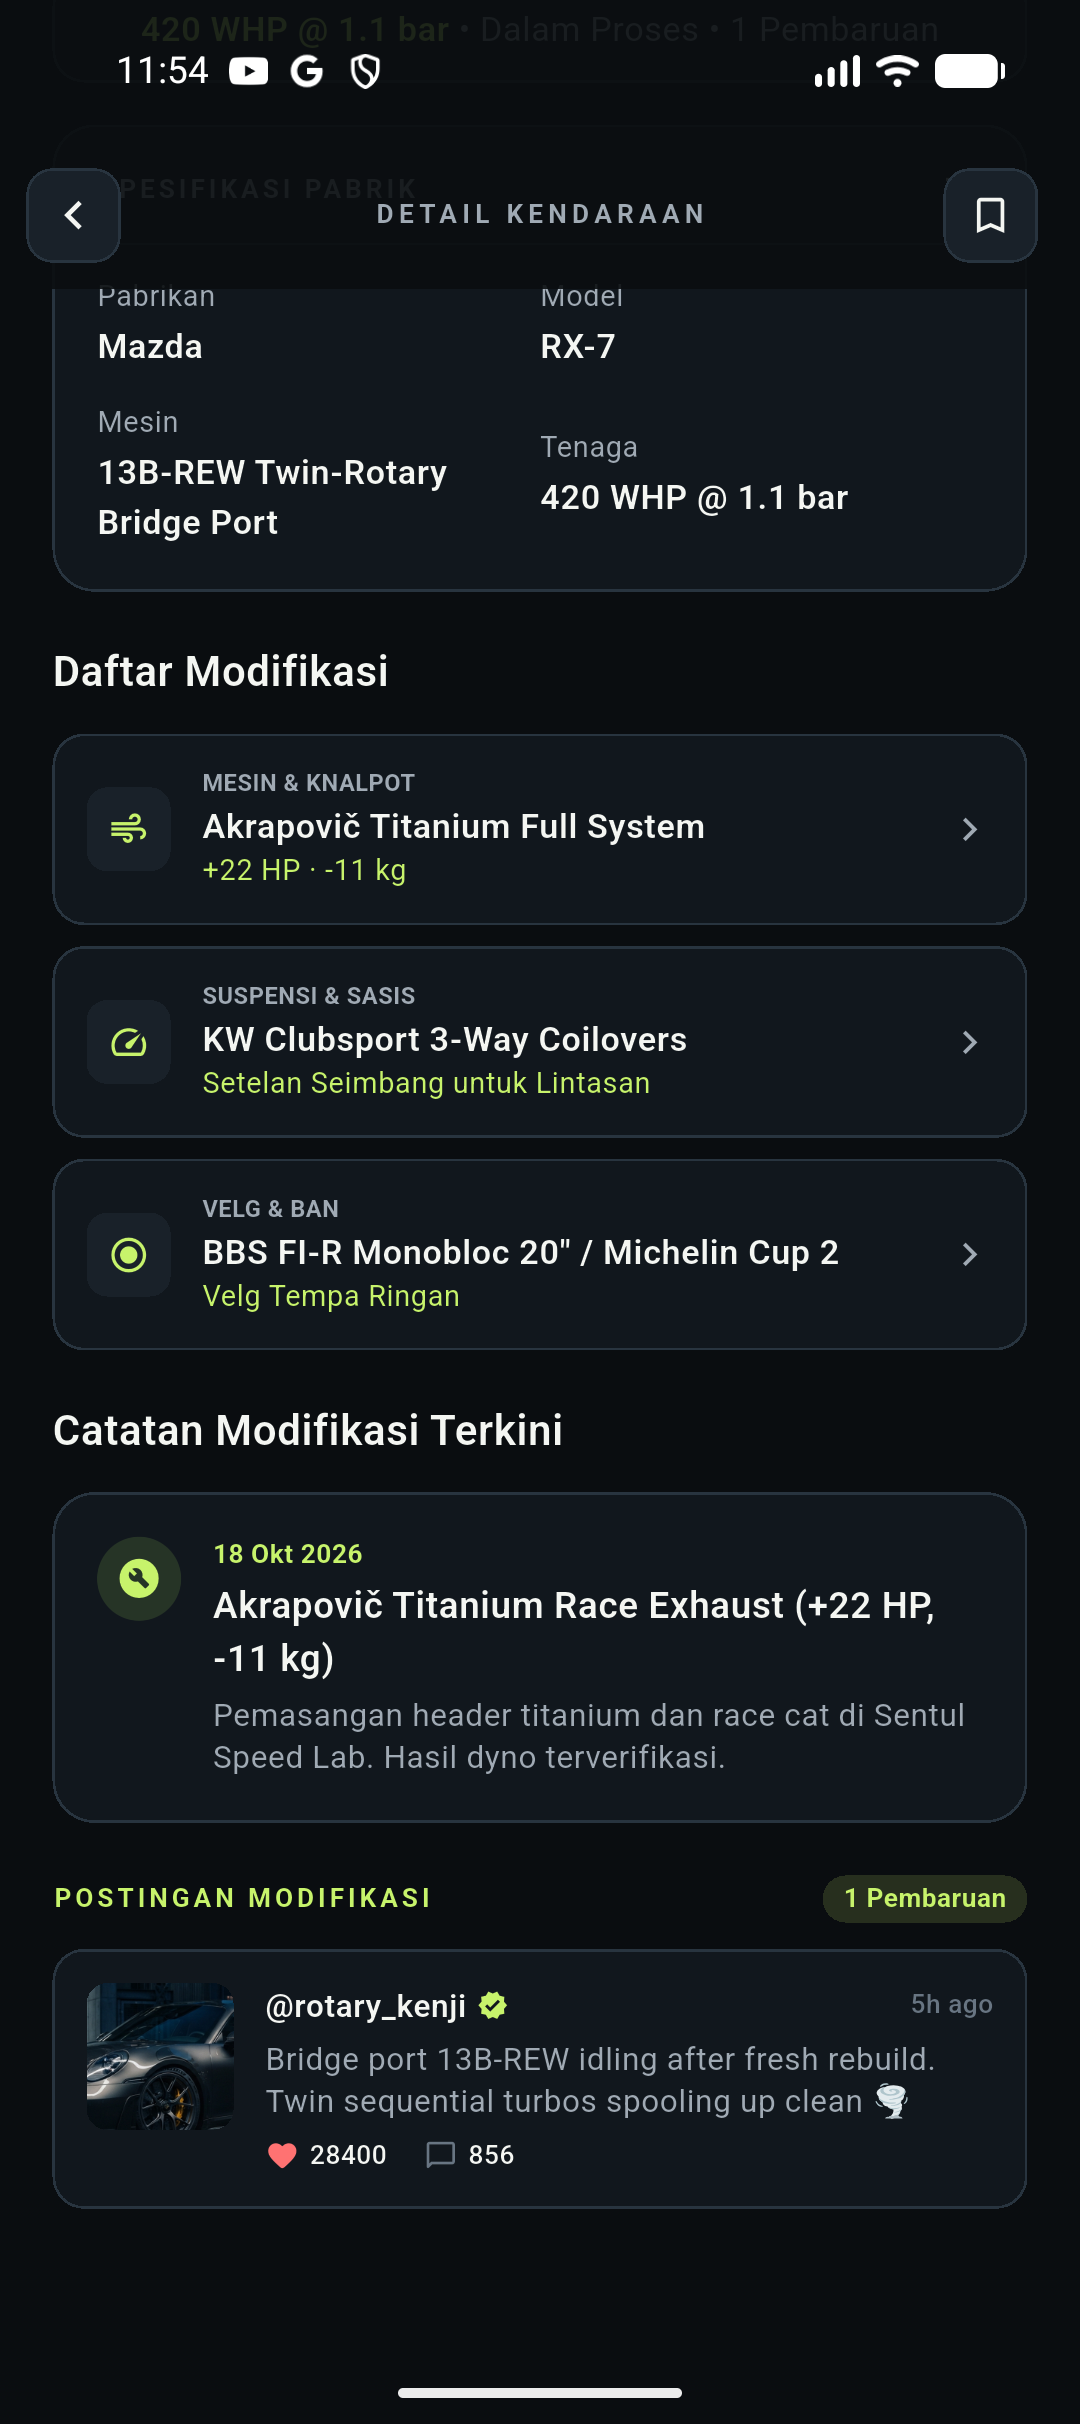 420 WHP @ 1.1 bar • Dalam Proses • 1 Pembaruan
11:54
PESIFIKASI PABRIK
DETAIL KENDARAAN
Pabrikan
Model
Mazda
RX-7
Mesin
13B-REW Twin-Rotary
Bridge Port
Tenaga
420 WHP @ 1.1 bar
Daftar Modifikasi
MESIN & KNALPOT
Akrapovič Titanium Full System
+22 HP · -11 kg
SUSPENSI & SASIS
KW Clubsport 3-Way Coilovers
Setelan Seimbang untuk Lintasan
VELG & BAN
BBS FI-R Monobloc 20" / Michelin Cup 2
Velg Tempa Ringan
Catatan Modifikasi Terkini
18 Okt 2026
Akrapovič Titanium Race Exhaust (+22 HP,
-11 kg)
Pemasangan header titanium dan race cat di Sentul
Speed Lab. Hasil dyno terverifikasi.
POSTINGAN MODIFIKASI
1 Pembaruan
@rotary_kenji
5h ago
Bridge port 13B-REW idling after fresh rebuild.
Twin sequential turbos spooling up clean 🌪️
28400
856